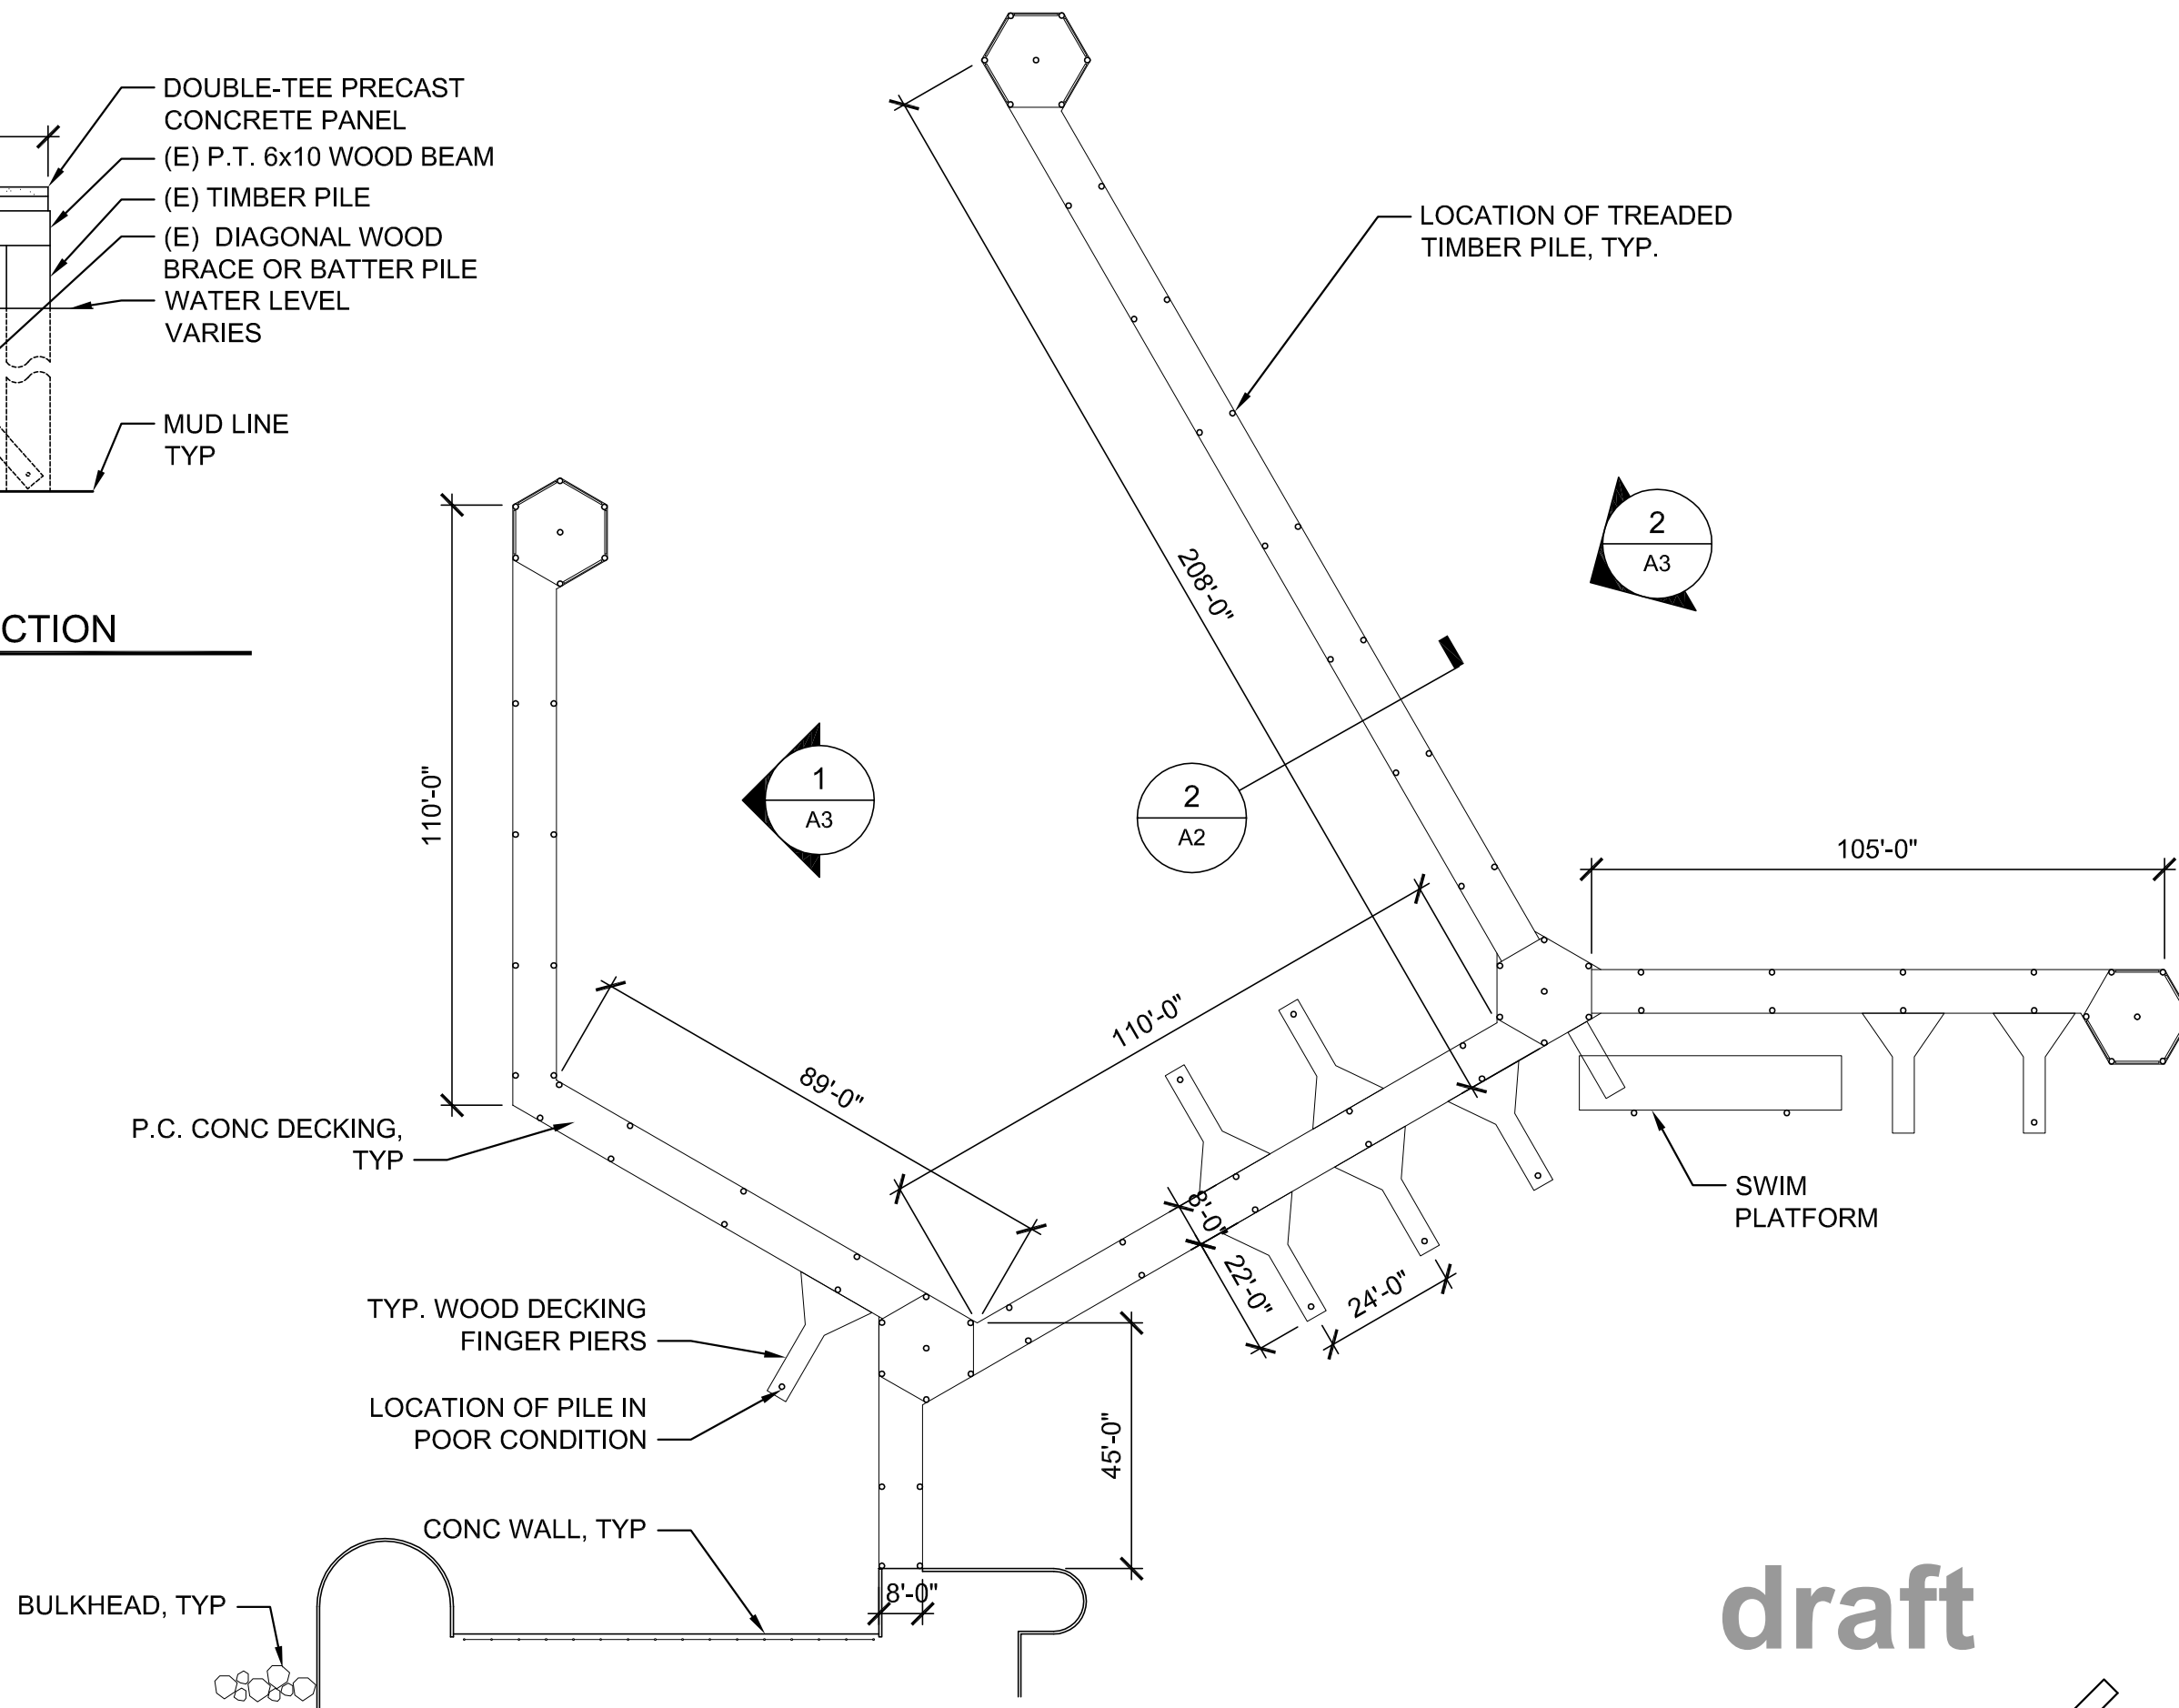 DOUBLE-TEE PRECAST
CONCRETE PANEL
(E) P.T. 6x10 WOOD BEAM
(E) TIMBER PILE
(E) DIAGONAL WOOD
BRACE OR BATTER PILE
WATER LEVEL
VARIES
MUD LINE
TYP
CTION
LOCATION OF TREADED
TIMBER PILE, TYP.
2
A3
208'-0"
110'-0"
1
A3
2
A2
105'-0"
110'-0"
89'-0"
P.C. CONC DECKING,
TYP
8'-0"
22'-0"
24'-0"
SWIM
PLATFORM
TYP. WOOD DECKING
FINGER PIERS
LOCATION OF PILE IN
POOR CONDITION
45'-0"
CONC WALL, TYP
8'-0"
BULKHEAD, TYP
draft